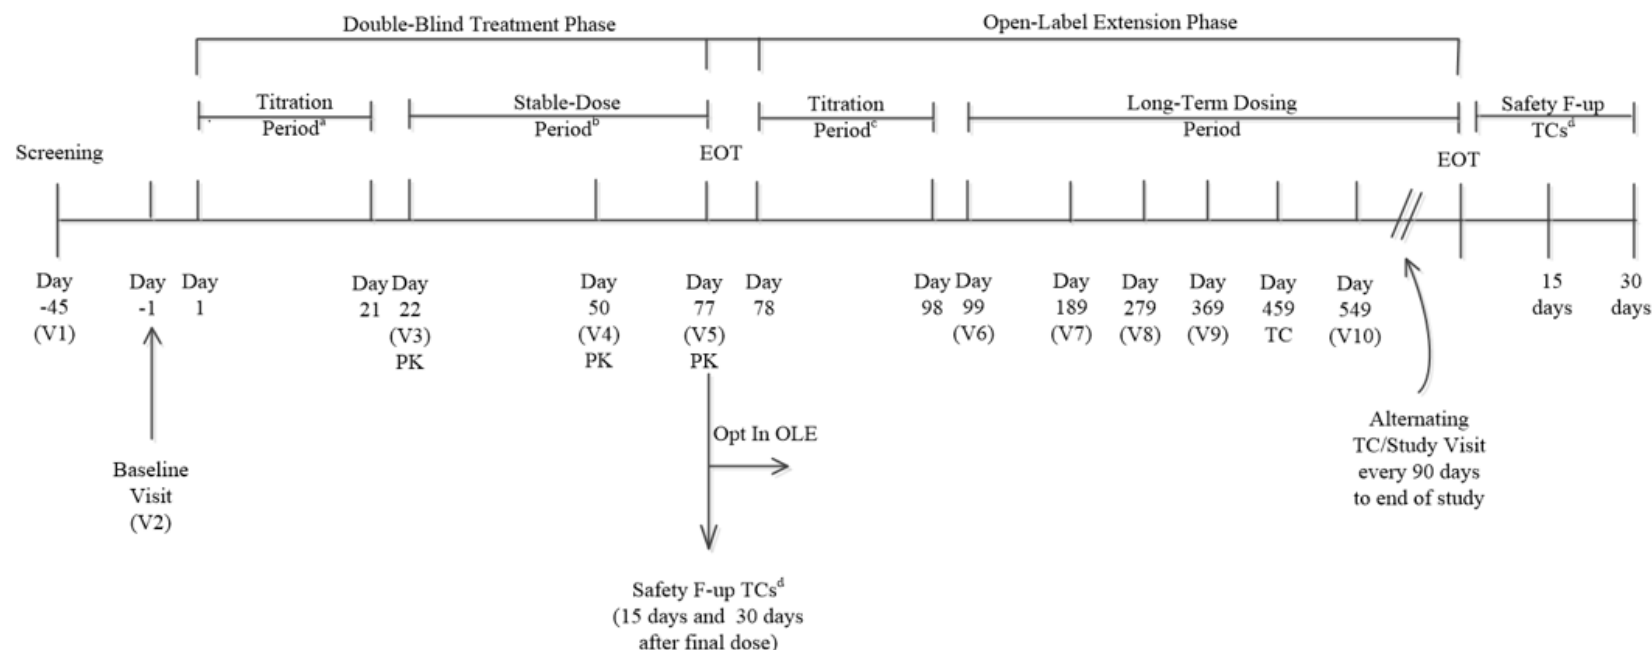 Double-Blind Treatment Phase
Open-Label Extension Phase
Titration
Periodᵃ
Stable-Dose
Periodᵇ
Titration
Periodᶜ
Long-Term Dosing
Period
Safety F-up
TCsᵈ
Screening
EOT
EOT
Day
-45
(V1)
Day
-1
Day
1
Day
21
Day
22
(V3)
PK
Day
50
(V4)
PK
Day
77
(V5)
PK
Day
78
Day
98
Day
99
(V6)
Day
189
(V7)
Day
279
(V8)
Day
369
(V9)
Day
459
TC
Day
549
(V10)
15
days
30
days
Baseline
Visit
(V2)
Opt In OLE
Safety F-up TCsᵈ
(15 days and 30 days
after final dose)
Alternating
TC/Study Visit
every 90 days
to end of study